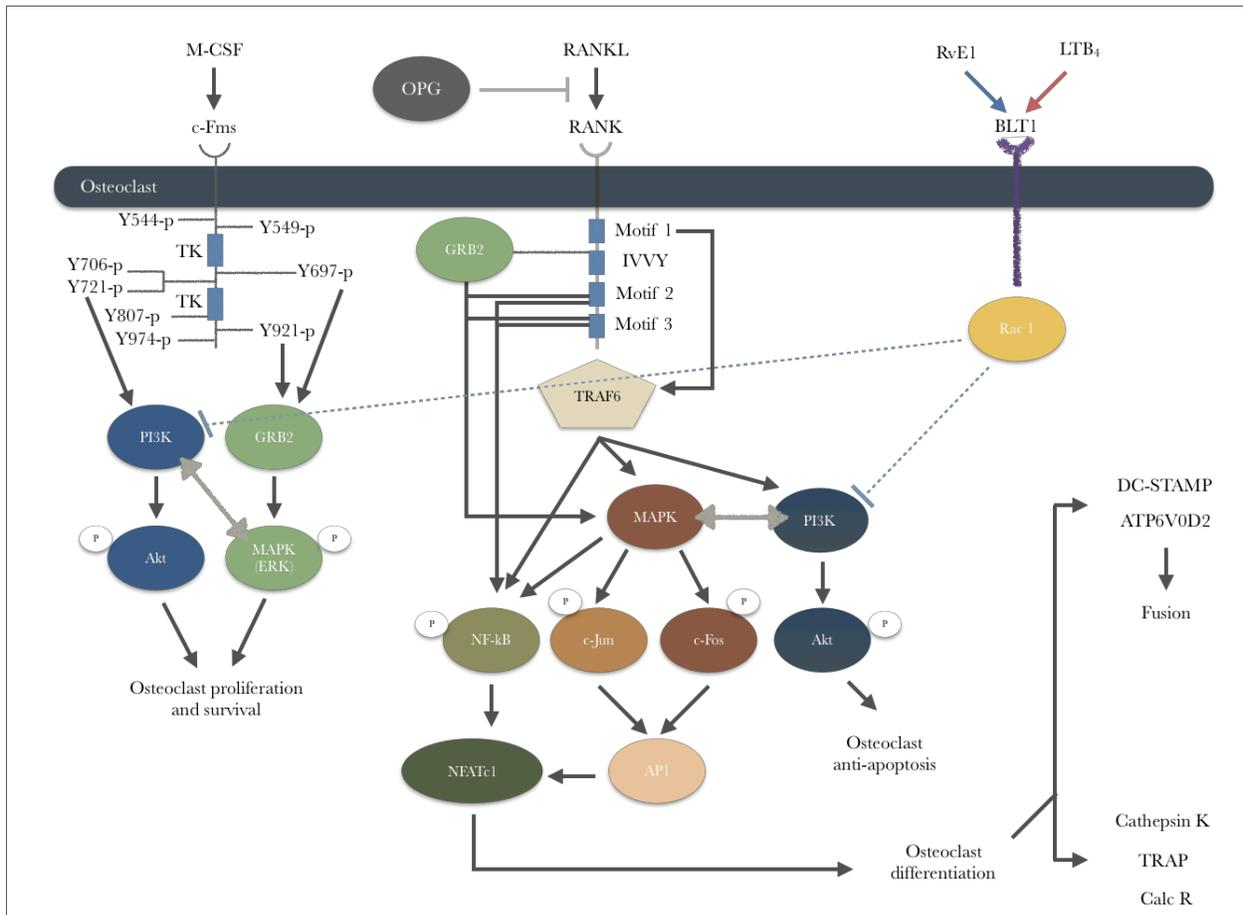 M-CSF
RANKL
RvE1
LTB₄
OPG
c-Fms
RANK
BLT1
Osteoclast
Y544-p
Y549-p
TK
Y706-p
Y697-p
Y721-p
TK
Y807-p
Y921-p
Y974-p
GRB2
Motif 1
IVVY
Motif 2
Motif 3
Rac 1
TRAF6
PI3K
GRB2
MAPK
PI3K
P
Akt
MAPK
(ERK)
P
P
NF-kB
P
c-Jun
c-Fos
P
Akt
P
Osteoclast proliferation
and survival
NFATc1
AP1
Osteoclast
anti-apoptosis
Osteoclast
differentiation
DC-STAMP
ATP6V0D2
Fusion
Cathepsin K
TRAP
Calc R